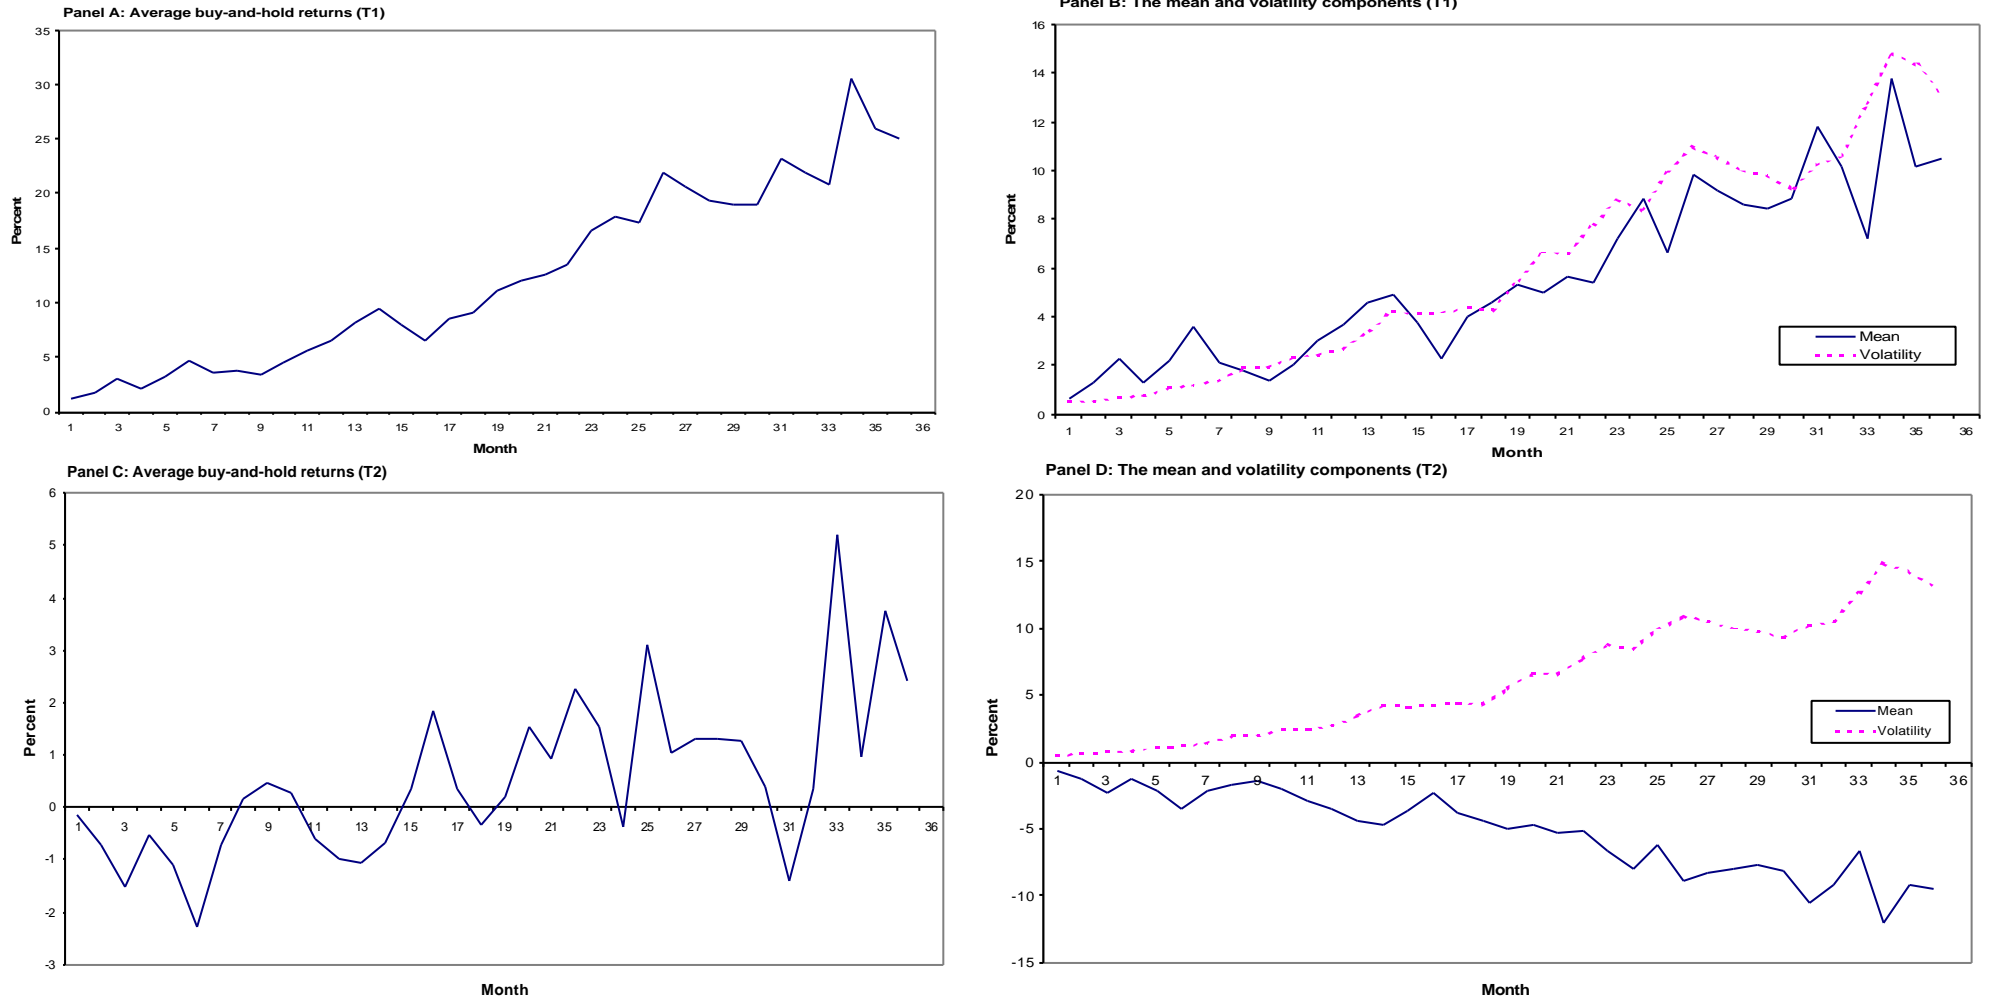 Panel A: Average buy-and-hold returns (T1)
35
30
25
20
15
10
5
0
Percent
1 3 5 7 9 11 13 15 17 19 21 23 25 27 29 31 33 35 36
Month
Panel B: The mean and volatility components (T1)
16
14
12
10
8
6
4
2
0
Percent
Mean
Volatility
1 3 5 7 9 11 13 15 17 19 21 23 25 27 29 31 33 35 36
Month
Panel C: Average buy-and-hold returns (T2)
6
5
4
3
2
1
0
-1
-2
-3
Percent
1 3 5 7 9 11 13 15 17 19 21 23 25 27 29 31 33 35 36
Month
Panel D: The mean and volatility components (T2)
20
15
10
5
0
-5
-10
-15
Percent
Mean
Volatility
1 3 5 7 9 11 13 15 17 19 21 23 25 27 29 31 33 35 36
Month